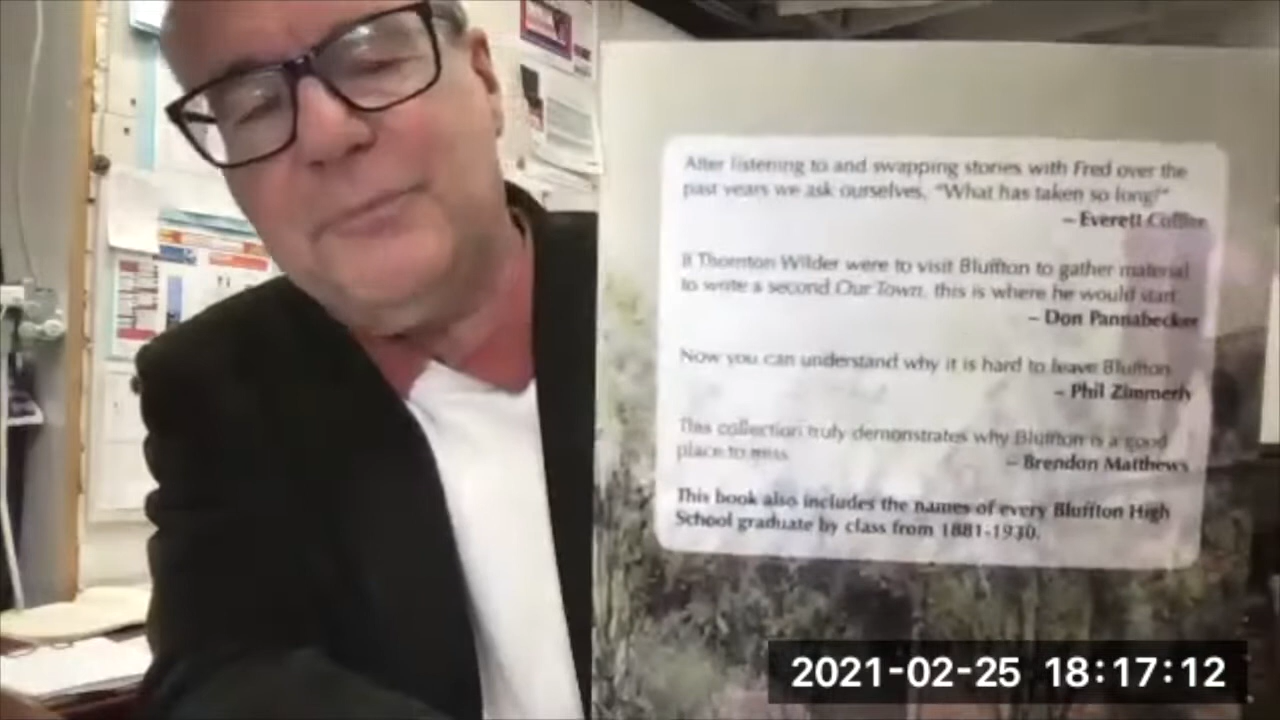 After listening to and swapping stories with Fred over the
past years we ask ourselves, "What has taken so long?"
– Everett Collier
If Thornton Wilder were to visit Bluffton to gather material
to write a second Our Town, this is where he would start.
– Don Pannabecker
Now you can understand why it is hard to leave Bluffton.
– Phil Zimmerly
This collection truly demonstrates why Bluffton is a good
place to miss.
– Brendon Matthews
This book also includes the names of every Bluffton High
School graduate by class from 1881-1930.
2021-02-25 18:17:12